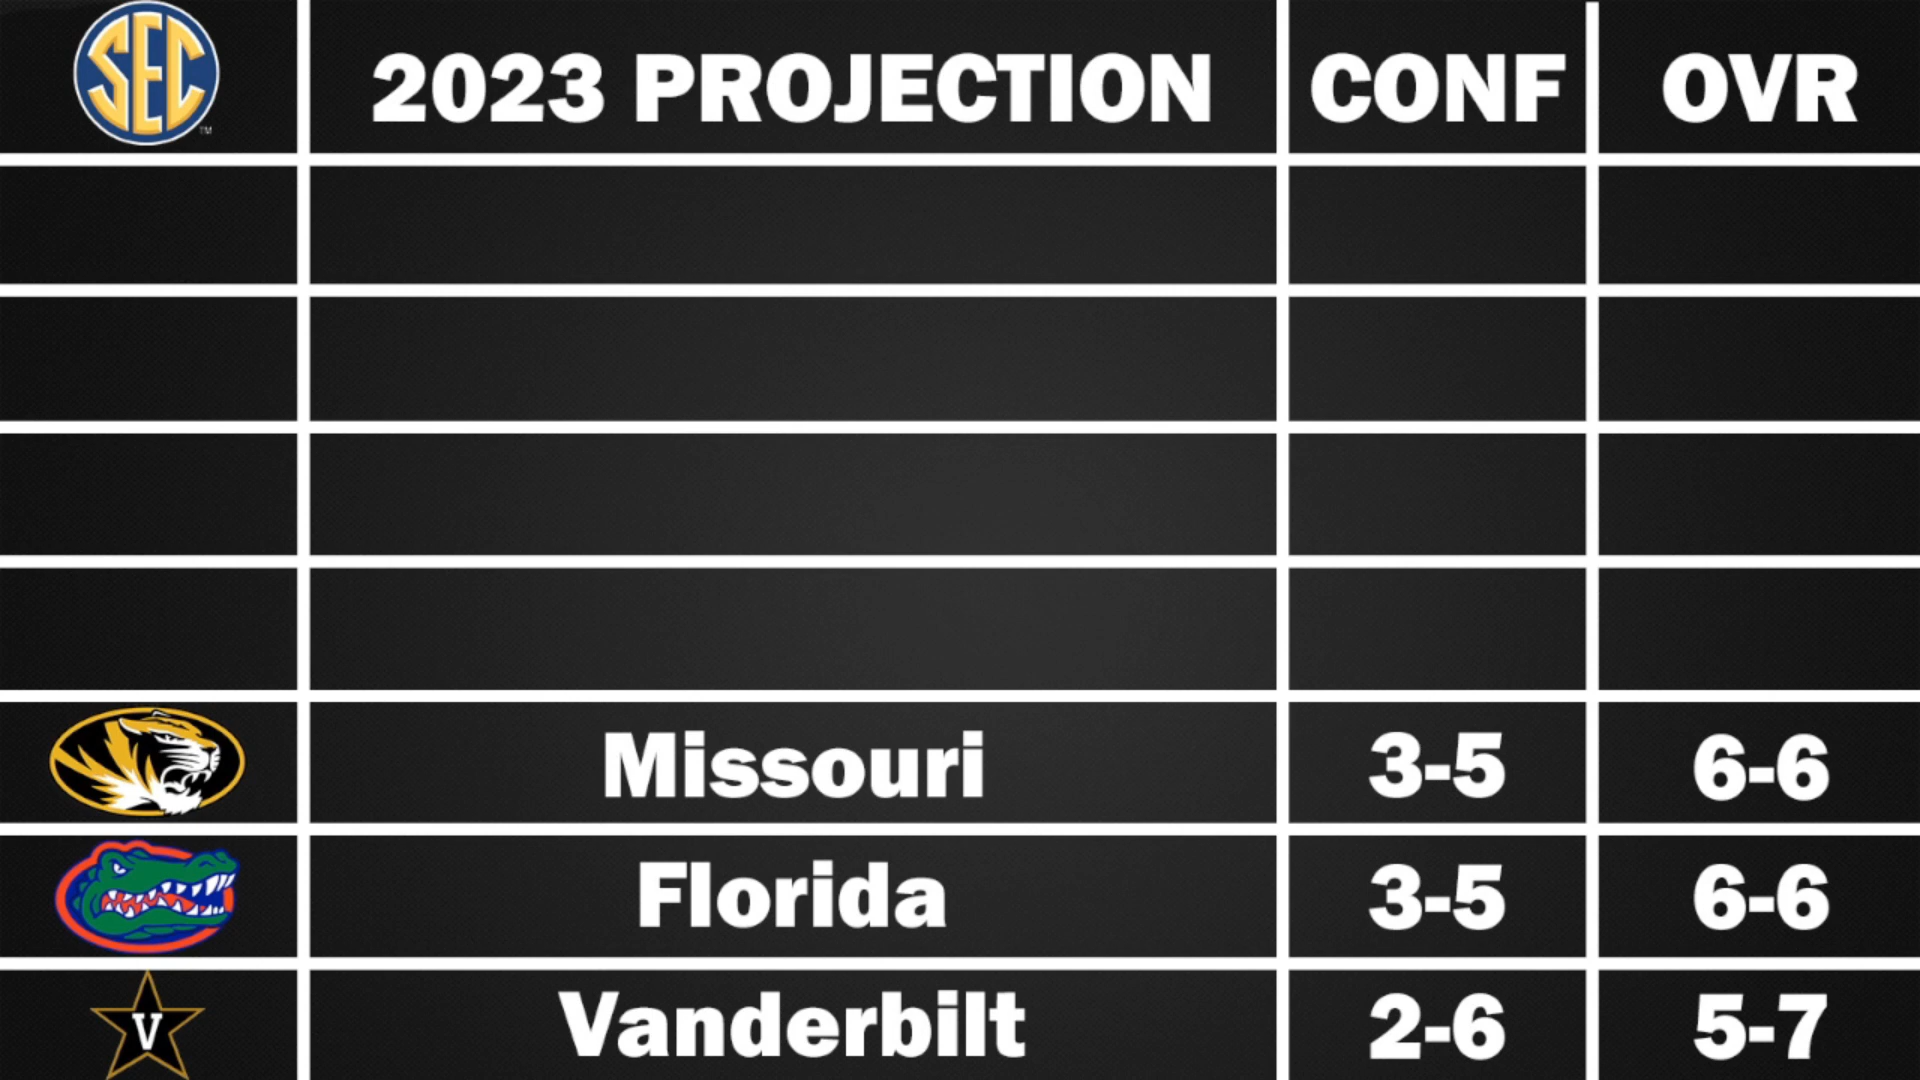 SEC 2023 PROJECTION CONF OVR
TM
Missouri 3-5 6-6
Florida 3-5 6-6
V Vanderbilt 2-6 5-7